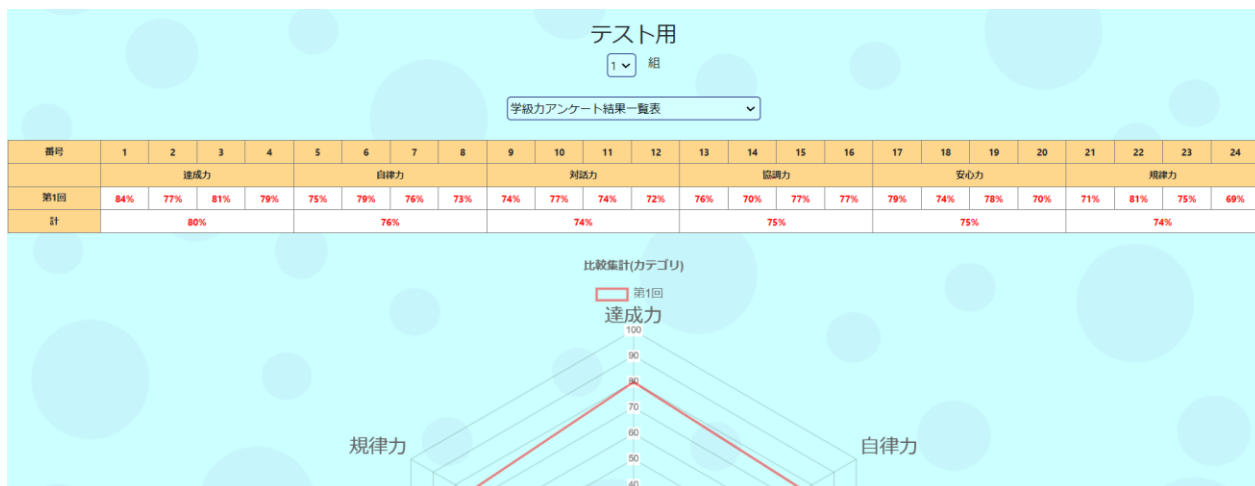 テスト用
1 組
学級力アンケート結果一覧表
番号 1 2 3 4 5 6 7 8 9 10 11 12 13 14 15 16 17 18 19 20 21 22 23 24
達成力 自律力 対話力 協調力 安心力 規律力
第1回 84% 77% 81% 79% 75% 79% 76% 73% 74% 77% 74% 72% 76% 70% 77% 77% 79% 74% 78% 70% 71% 81% 75% 69%
計 80% 76% 74% 75% 75% 74%
比較集計(カテゴリ)
第1回
達成力
100
90
80
70
60
規律力 自律力
50
40